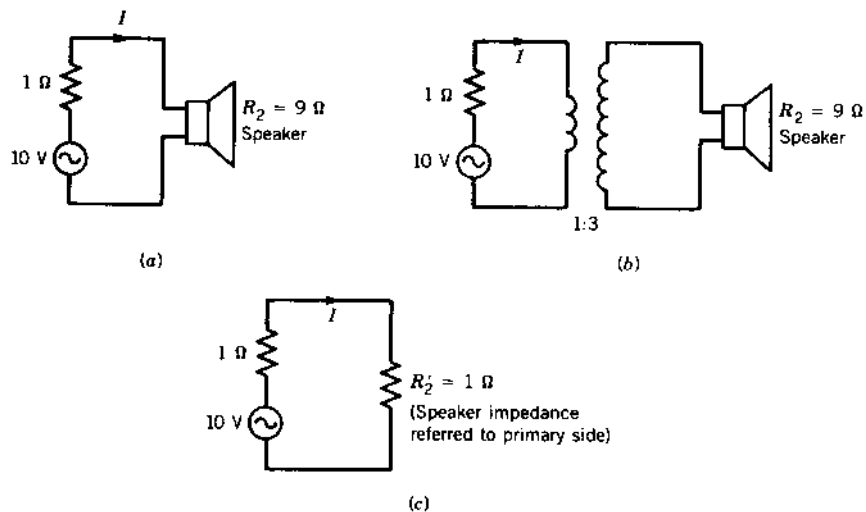 I
1 Ω
R₂ = 9 Ω
Speaker
10 V
(a)
I
1 Ω
R₂ = 9 Ω
Speaker
10 V
1:3
(b)
I
1 Ω
R₂′ = 1 Ω
(Speaker impedance
referred to primary side)
10 V
(c)